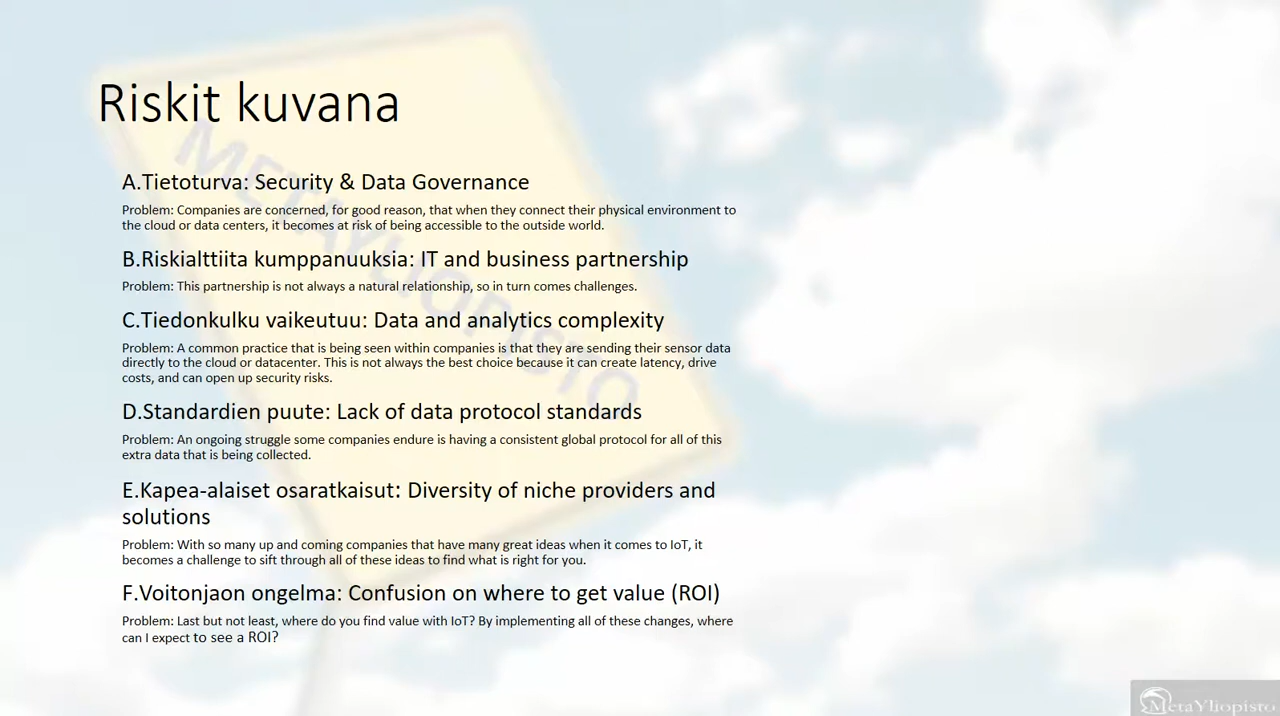 Riskit kuvana
METAYLIOPISTO
A.Tietoturva: Security & Data Governance
Problem: Companies are concerned, for good reason, that when they connect their physical environment to
the cloud or data centers, it becomes at risk of being accessible to the outside world.
B.Riskialttiita kumppanuuksia: IT and business partnership
Problem: This partnership is not always a natural relationship, so in turn comes challenges.
C.Tiedonkulku vaikeutuu: Data and analytics complexity
Problem: A common practice that is being seen within companies is that they are sending their sensor data
directly to the cloud or datacenter. This is not always the best choice because it can create latency, drive
costs, and can open up security risks.
D.Standardien puute: Lack of data protocol standards
Problem: An ongoing struggle some companies endure is having a consistent global protocol for all of this
extra data that is being collected.
E.Kapea-alaiset osaratkaisut: Diversity of niche providers and
solutions
Problem: With so many up and coming companies that have many great ideas when it comes to IoT, it
becomes a challenge to sift through all of these ideas to find what is right for you.
F.Voitonjaon ongelma: Confusion on where to get value (ROI)
Problem: Last but not least, where do you find value with IoT? By implementing all of these changes, where
can I expect to see a ROI?
MetaYliopisto